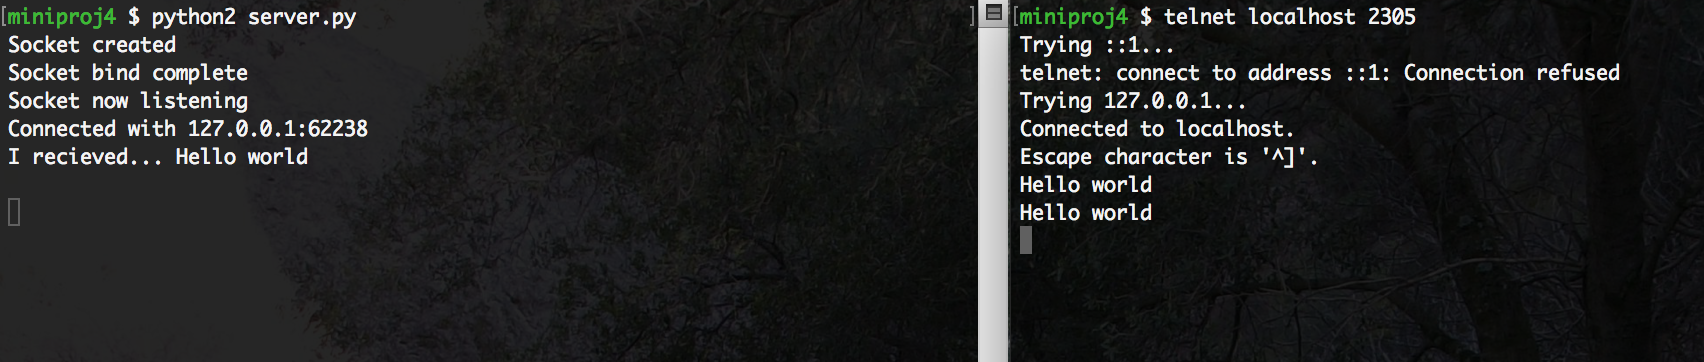 [miniproj4 $ python2 server.py ]
Socket created
Socket bind complete
Socket now listening
Connected with 127.0.0.1:62238
I recieved... Hello world
[miniproj4 $ telnet localhost 2305
Trying ::1...
telnet: connect to address ::1: Connection refused
Trying 127.0.0.1...
Connected to localhost.
Escape character is '^]'.
Hello world
Hello world